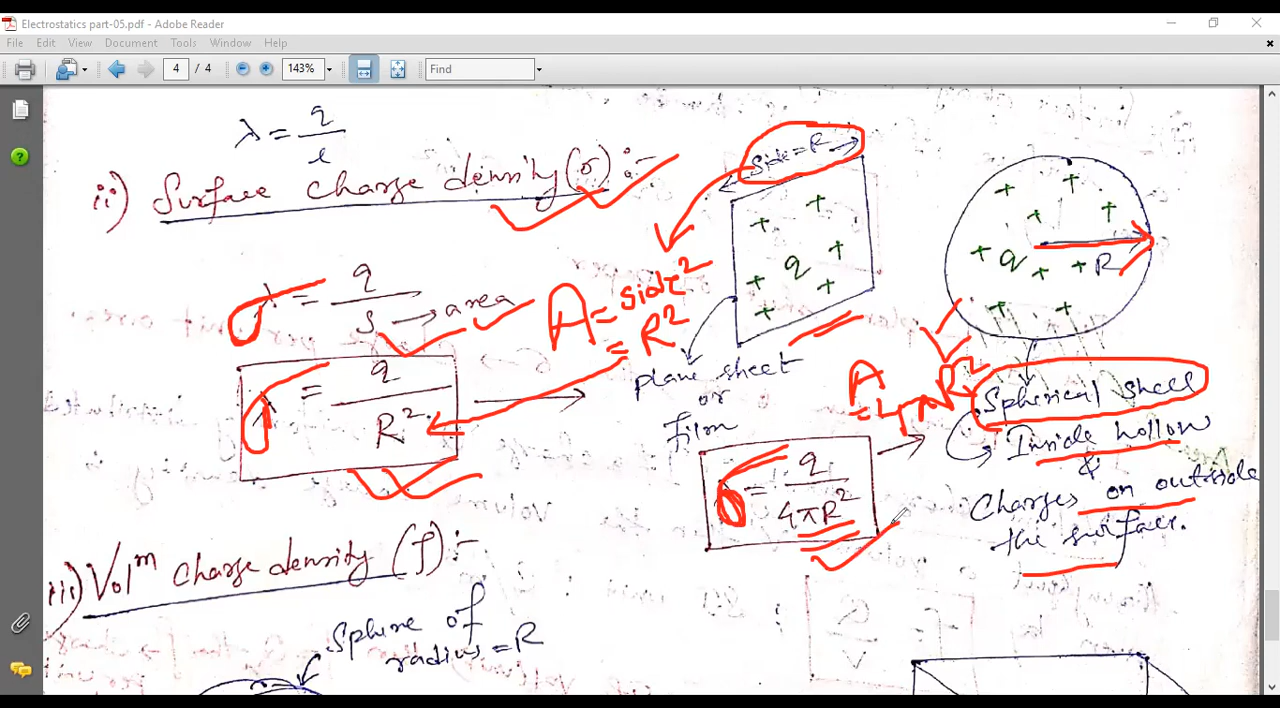 Electrostatics part-05.pdf - Adobe Reader
File Edit View Document Tools Window Help
4 / 4 143% Find
λ = q/l
ii) Surface charge density (σ) :-
side = R
λ = q/s → area
A = side²
= R²
+ + + q + + + +
+ + + + + q + + R + +
λ = q/R²
plane sheet
or
Film
A
= 4πR²
Spherical shell
Inside hollow
&
Charges on outside
the surface.
σ = q/4πR²
iii) Volᵐ charge density (ρ) :-
Sphere of
radius = R